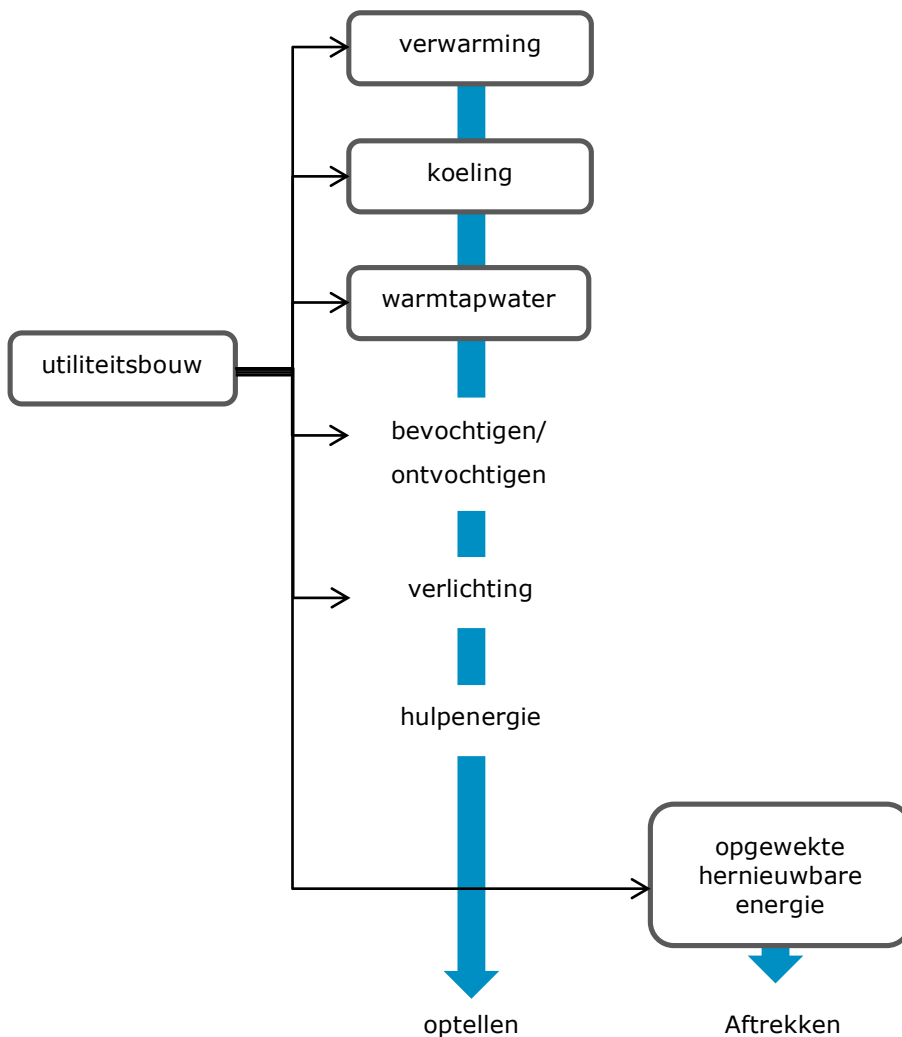 verwarming
koeling
warmtapwater
utiliteitsbouw
bevochtigen/
ontvochtigen
verlichting
hulpenergie
opgewekte
hernieuwbare
energie
optellen
Aftrekken